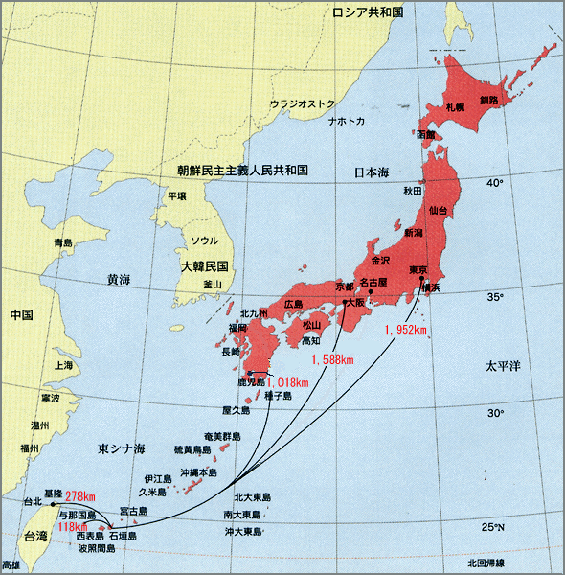 ロシア共和国
ウラジオストク
ナホトカ
札幌
釧路
函館
朝鮮民主主義人民共和国
日本海
40°
平壌
秋田
仙台
青島
ソウル
新潟
大韓民国
金沢
東京
黄海
釜山
京都
名古屋
横浜
35°
広島
大阪
中国
北九州
松山
福岡
高知
1,952km
長崎
1,588km
上海
太平洋
鹿児島
1,018km
種子島
寧波
屋久島
30°
温州
奄美群島
福州
東シナ海
硫黄鳥島
伊江島
沖縄本島
久米島
台北
基隆
278km
北大東島
与那国島
宮古島
南大東島
118km
25°N
台湾
西表島
石垣島
沖大東島
波照間島
高雄
北回帰線